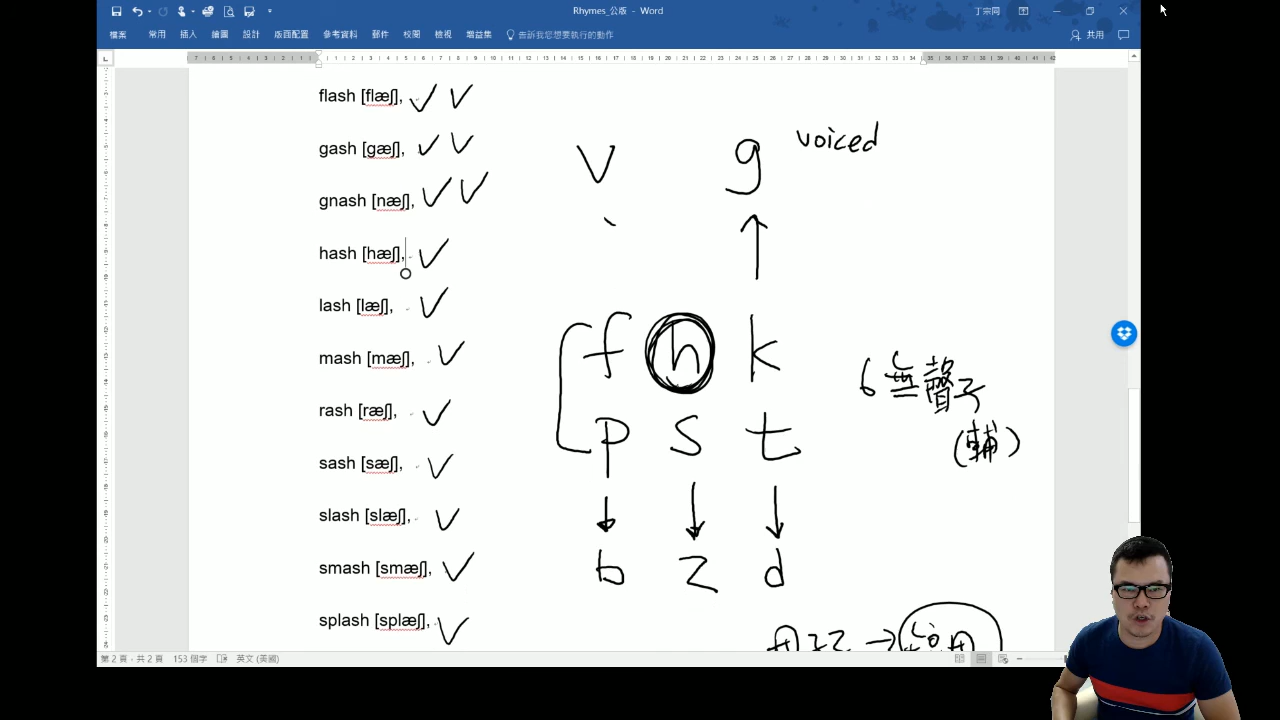 Rhymes_公版 - Word
丁宗同
檔案 常用 插入 繪圖 設計 版面配置 參考資料 郵件 校閱 檢視 增益集 告訴我您想要執行的動作 共用
flash [flæʃ],
gash [gæʃ],
gnash [næʃ],
hash [hæʃ],
lash [læʃ],
mash [mæʃ],
rash [ræʃ],
sash [sæʃ],
slash [slæʃ],
smash [smæʃ],
splash [splæʃ],
v g voiced
f h k
p s t
b z d
6 無聲子
(輔)
第 2 頁，共 2 頁 153 個字 英文 (美國)